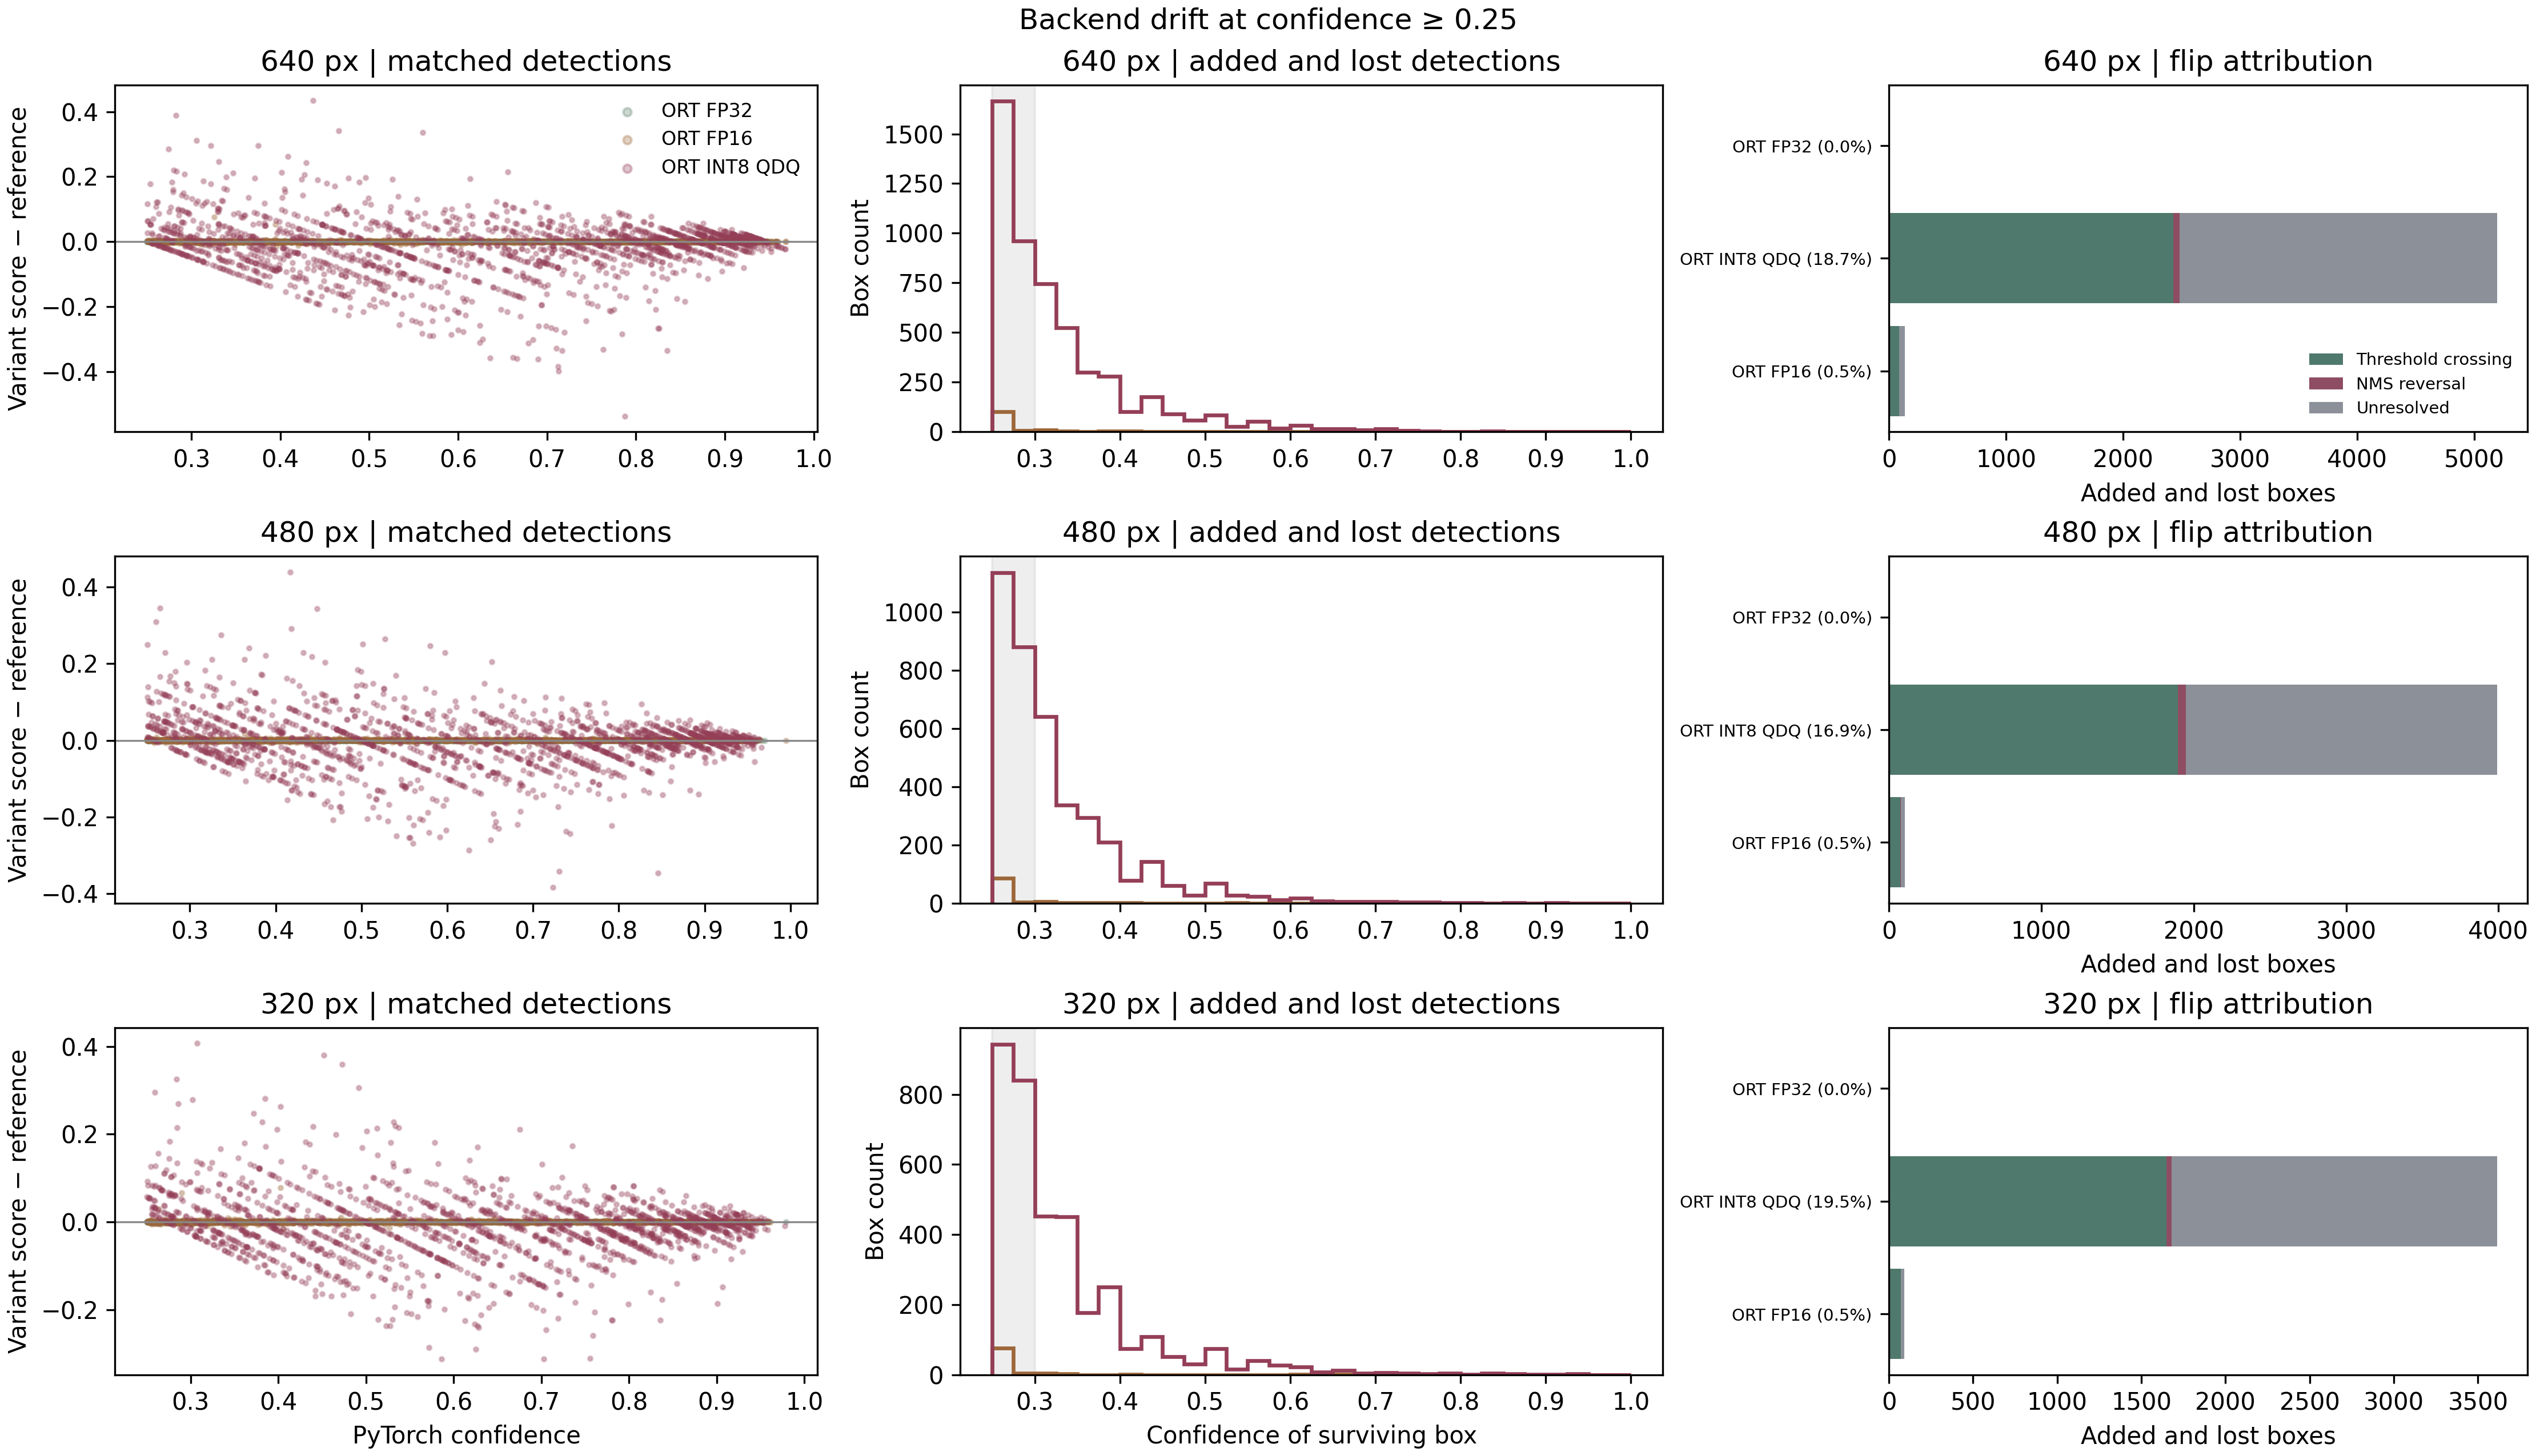 Backend drift at confidence ≥ 0.25
640 px | matched detections
Variant score − reference
0.4
0.2
0.0
−0.2
−0.4
ORT FP32
ORT FP16
ORT INT8 QDQ
0.3 0.4 0.5 0.6 0.7 0.8 0.9 1.0
640 px | added and lost detections
Box count
1500
1250
1000
750
500
250
0
0.3 0.4 0.5 0.6 0.7 0.8 0.9 1.0
640 px | flip attribution
ORT FP32 (0.0%)
ORT INT8 QDQ (18.7%)
ORT FP16 (0.5%)
Threshold crossing
NMS reversal
Unresolved
0 1000 2000 3000 4000 5000
Added and lost boxes
480 px | matched detections
Variant score − reference
0.4
0.2
0.0
−0.2
−0.4
0.3 0.4 0.5 0.6 0.7 0.8 0.9 1.0
480 px | added and lost detections
Box count
1000
800
600
400
200
0
0.3 0.4 0.5 0.6 0.7 0.8 0.9 1.0
480 px | flip attribution
ORT FP32 (0.0%)
ORT INT8 QDQ (16.9%)
ORT FP16 (0.5%)
0 1000 2000 3000 4000
Added and lost boxes
320 px | matched detections
Variant score − reference
0.4
0.2
0.0
−0.2
0.3 0.4 0.5 0.6 0.7 0.8 0.9 1.0
PyTorch confidence
320 px | added and lost detections
Box count
800
600
400
200
0
0.3 0.4 0.5 0.6 0.7 0.8 0.9 1.0
Confidence of surviving box
320 px | flip attribution
ORT FP32 (0.0%)
ORT INT8 QDQ (19.5%)
ORT FP16 (0.5%)
0 500 1000 1500 2000 2500 3000 3500
Added and lost boxes